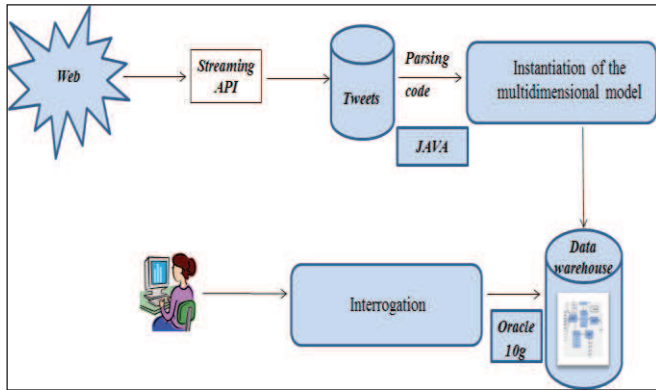 Web
Streaming
API
Tweets
Parsing
code
JAVA
Instantiation of the
multidimensional model
Data
warehouse
Interrogation
Oracle
10g